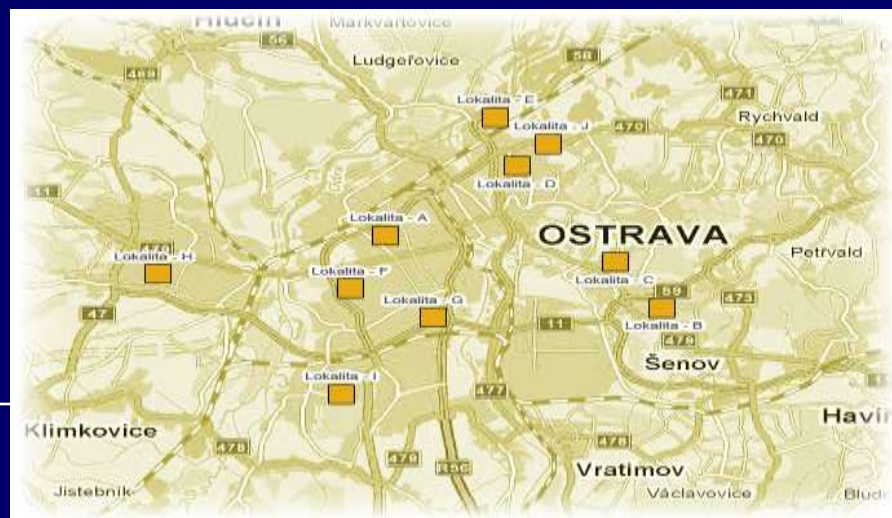 Hlučín
Markvartovice
56
58
Ludgeřovice
469
471
Lokalita - E
Rychvald
Lokalita - J
470
470
Lokalita - D
11
Lokalita - A
OSTRAVA
Petřvald
Lokalita - H
Lokalita - F
Lokalita - C
59
473
Lokalita - G
47
11
Lokalita - B
478
Šenov
Lokalita - I
477
Klimkovice
Havíř
478
478
479
R56
Vratimov
Jistebník
Václavovice
Blud